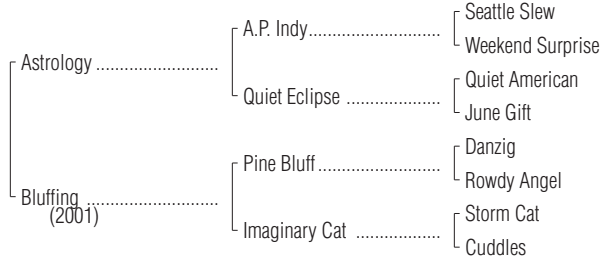 Seattle Slew
A.P. Indy........................................
Weekend Surprise
Astrology .....................................
Quiet American
Quiet Eclipse ............................
June Gift
Danzig
Pine Bluff.....................................
Rowdy Angel
Bluffing ........................................
(2001)
Storm Cat
Imaginary Cat .........................
Cuddles